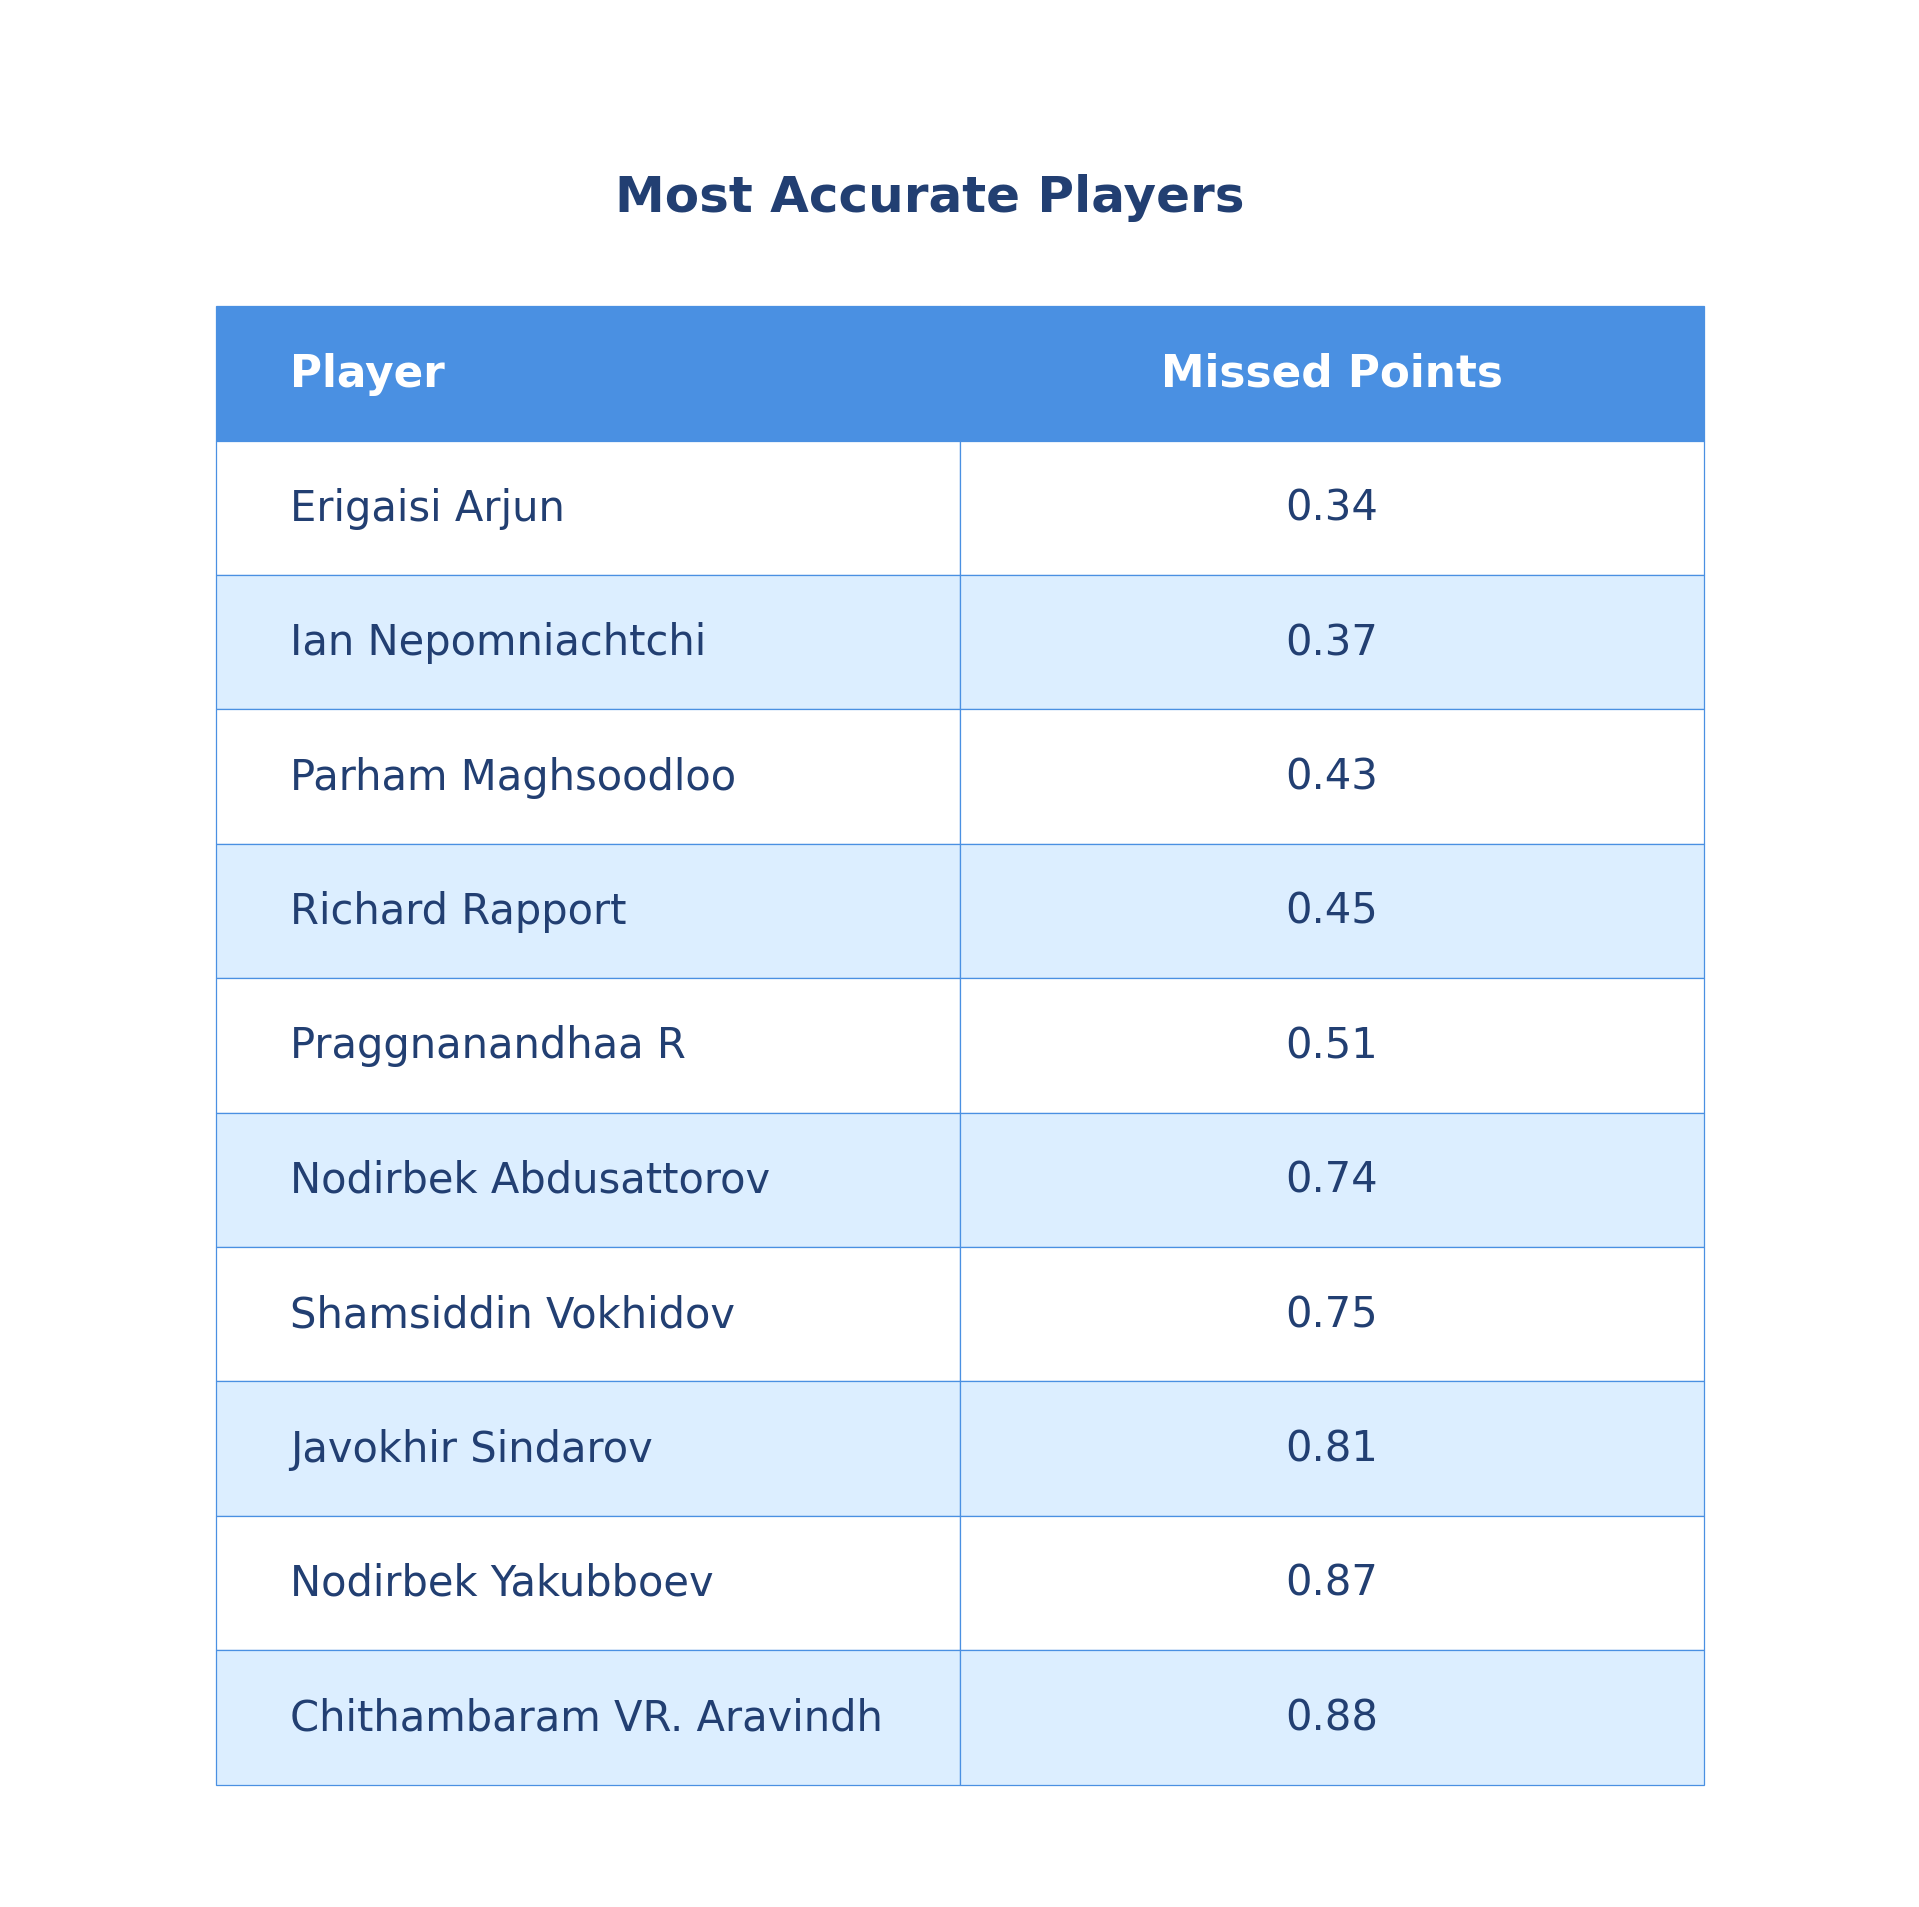 Most Accurate Players
Player Missed Points
Erigaisi Arjun 0.34
Ian Nepomniachtchi 0.37
Parham Maghsoodloo 0.43
Richard Rapport 0.45
Praggnanandhaa R 0.51
Nodirbek Abdusattorov 0.74
Shamsiddin Vokhidov 0.75
Javokhir Sindarov 0.81
Nodirbek Yakubboev 0.87
Chithambaram VR. Aravindh 0.88